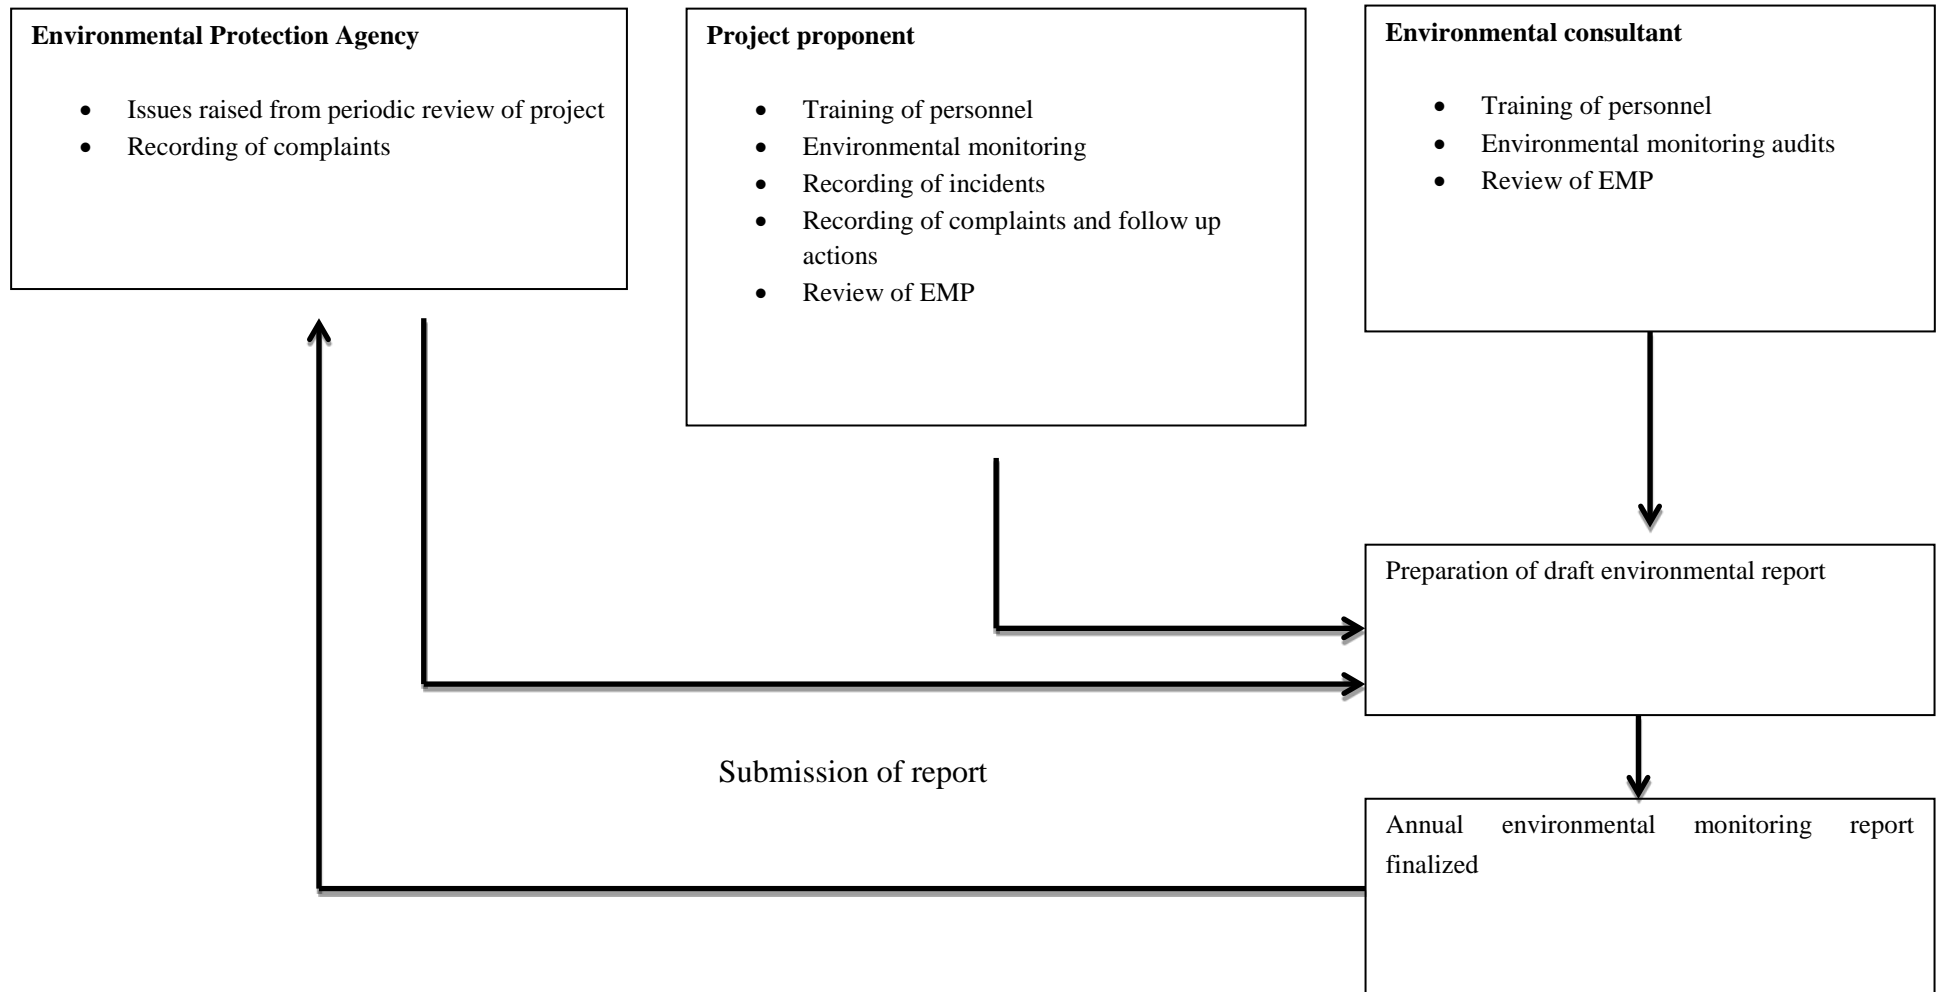 Environmental Protection Agency
• Issues raised from periodic review of project
• Recording of complaints
Project proponent
• Training of personnel
• Environmental monitoring
• Recording of incidents
• Recording of complaints and follow up
actions
• Review of EMP
Environmental consultant
• Training of personnel
• Environmental monitoring audits
• Review of EMP
Preparation of draft environmental report
Submission of report
Annual environmental monitoring report
finalized